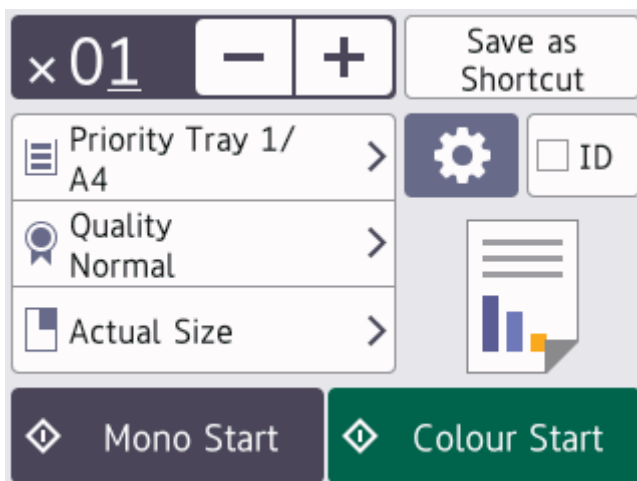 ×01 − +
Save as
Shortcut
Priority Tray 1/
A4
ID
Quality
Normal
Actual Size
Mono Start
Colour Start